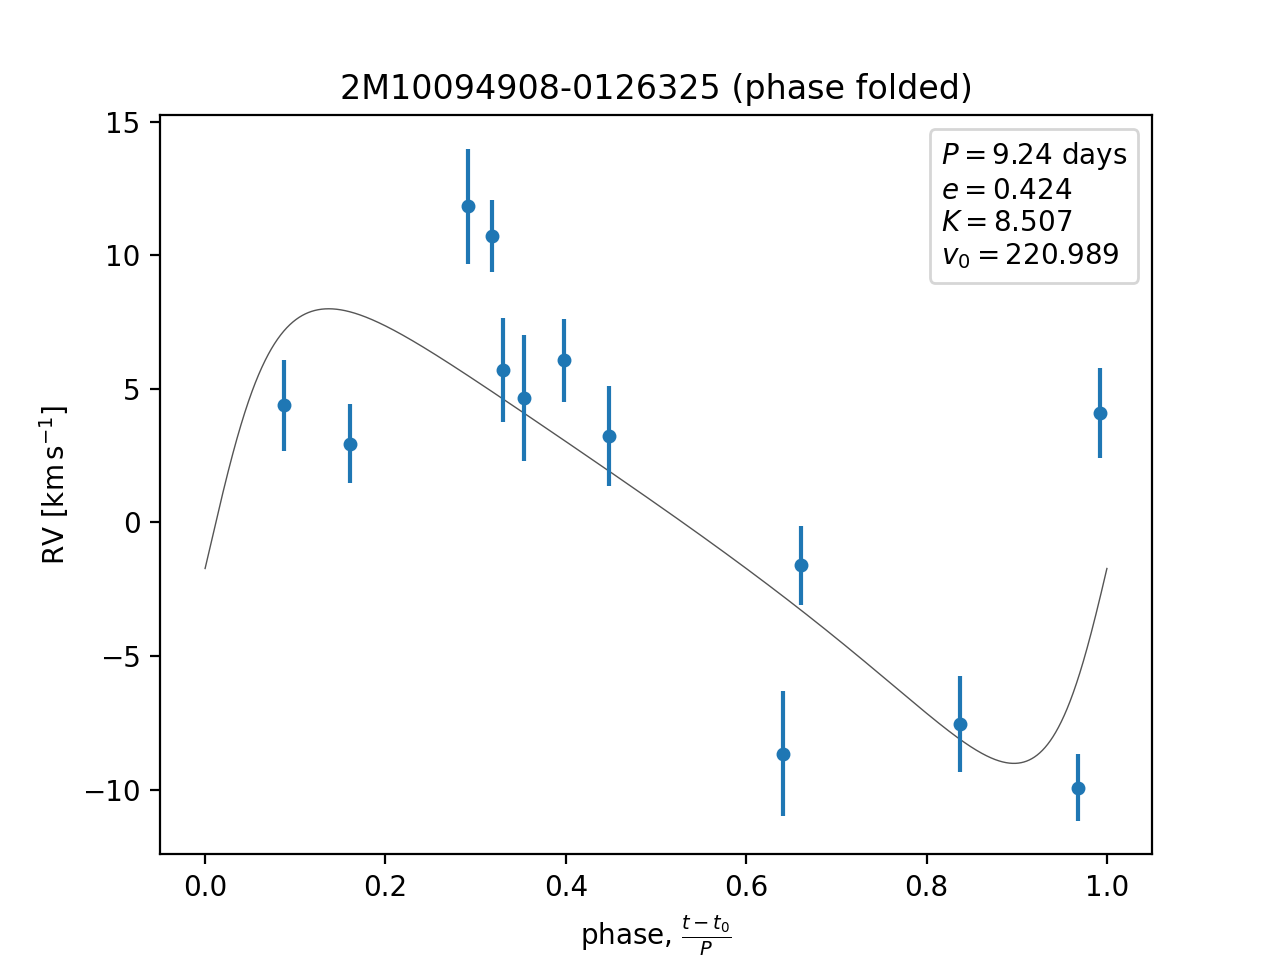 2M10094908-0126325 (phase folded)
P = 9.24 days
e = 0.424
K = 8.507
v₀ = 220.989
15
10
5
0
−5
−10
RV [km s⁻¹]
0.0 0.2 0.4 0.6 0.8 1.0
phase, (t − t₀)/P